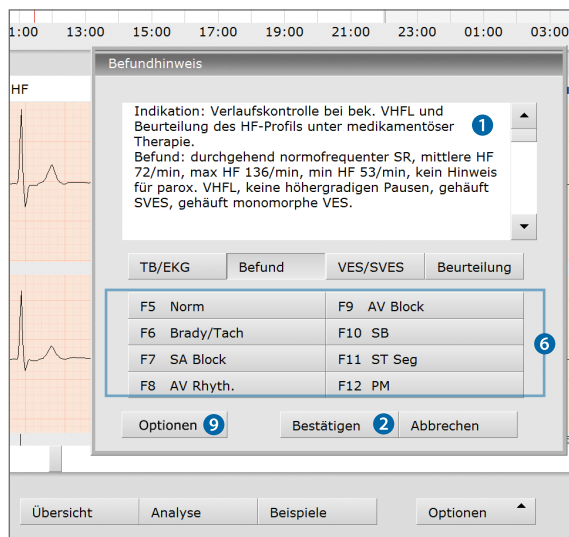 1:00 13:00 15:00 17:00 19:00 21:00 23:00 01:00 03:00
Befundhinweis
HF
Indikation: Verlaufskontrolle bei bek. VHFL und
Beurteilung des HF-Profils unter medikamentöser
Therapie.
Befund: durchgehend normofrequenter SR, mittlere HF
72/min, max HF 136/min, min HF 53/min, kein Hinweis
für parox. VHFL, keine höhergradigen Pausen, gehäuft
SVES, gehäuft monomorphe VES.
1
TB/EKG Befund VES/SVES Beurteilung
F5 Norm F9 AV Block
F6 Brady/Tach F10 SB
F7 SA Block F11 ST Seg
F8 AV Rhyth. F12 PM
6
Optionen 9 Bestätigen 2 Abbrechen
Übersicht Analyse Beispiele Optionen